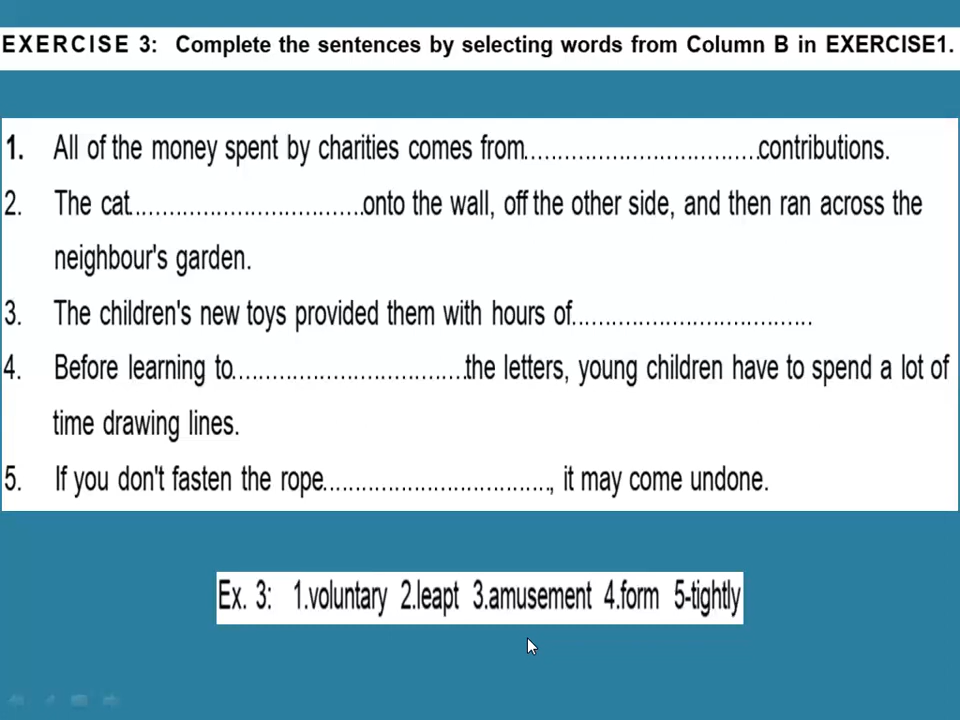 EXERCISE 3: Complete the sentences by selecting words from Column B in EXERCISE1.
1. All of the money spent by charities comes from....................................contributions.
2. The cat....................................onto the wall, off the other side, and then ran across the
neighbour's garden.
3. The children's new toys provided them with hours of....................................
4. Before learning to....................................the letters, young children have to spend a lot of
time drawing lines.
5. If you don't fasten the rope...................................., it may come undone.
Ex. 3: 1.voluntary 2.leapt 3.amusement 4.form 5-tightly